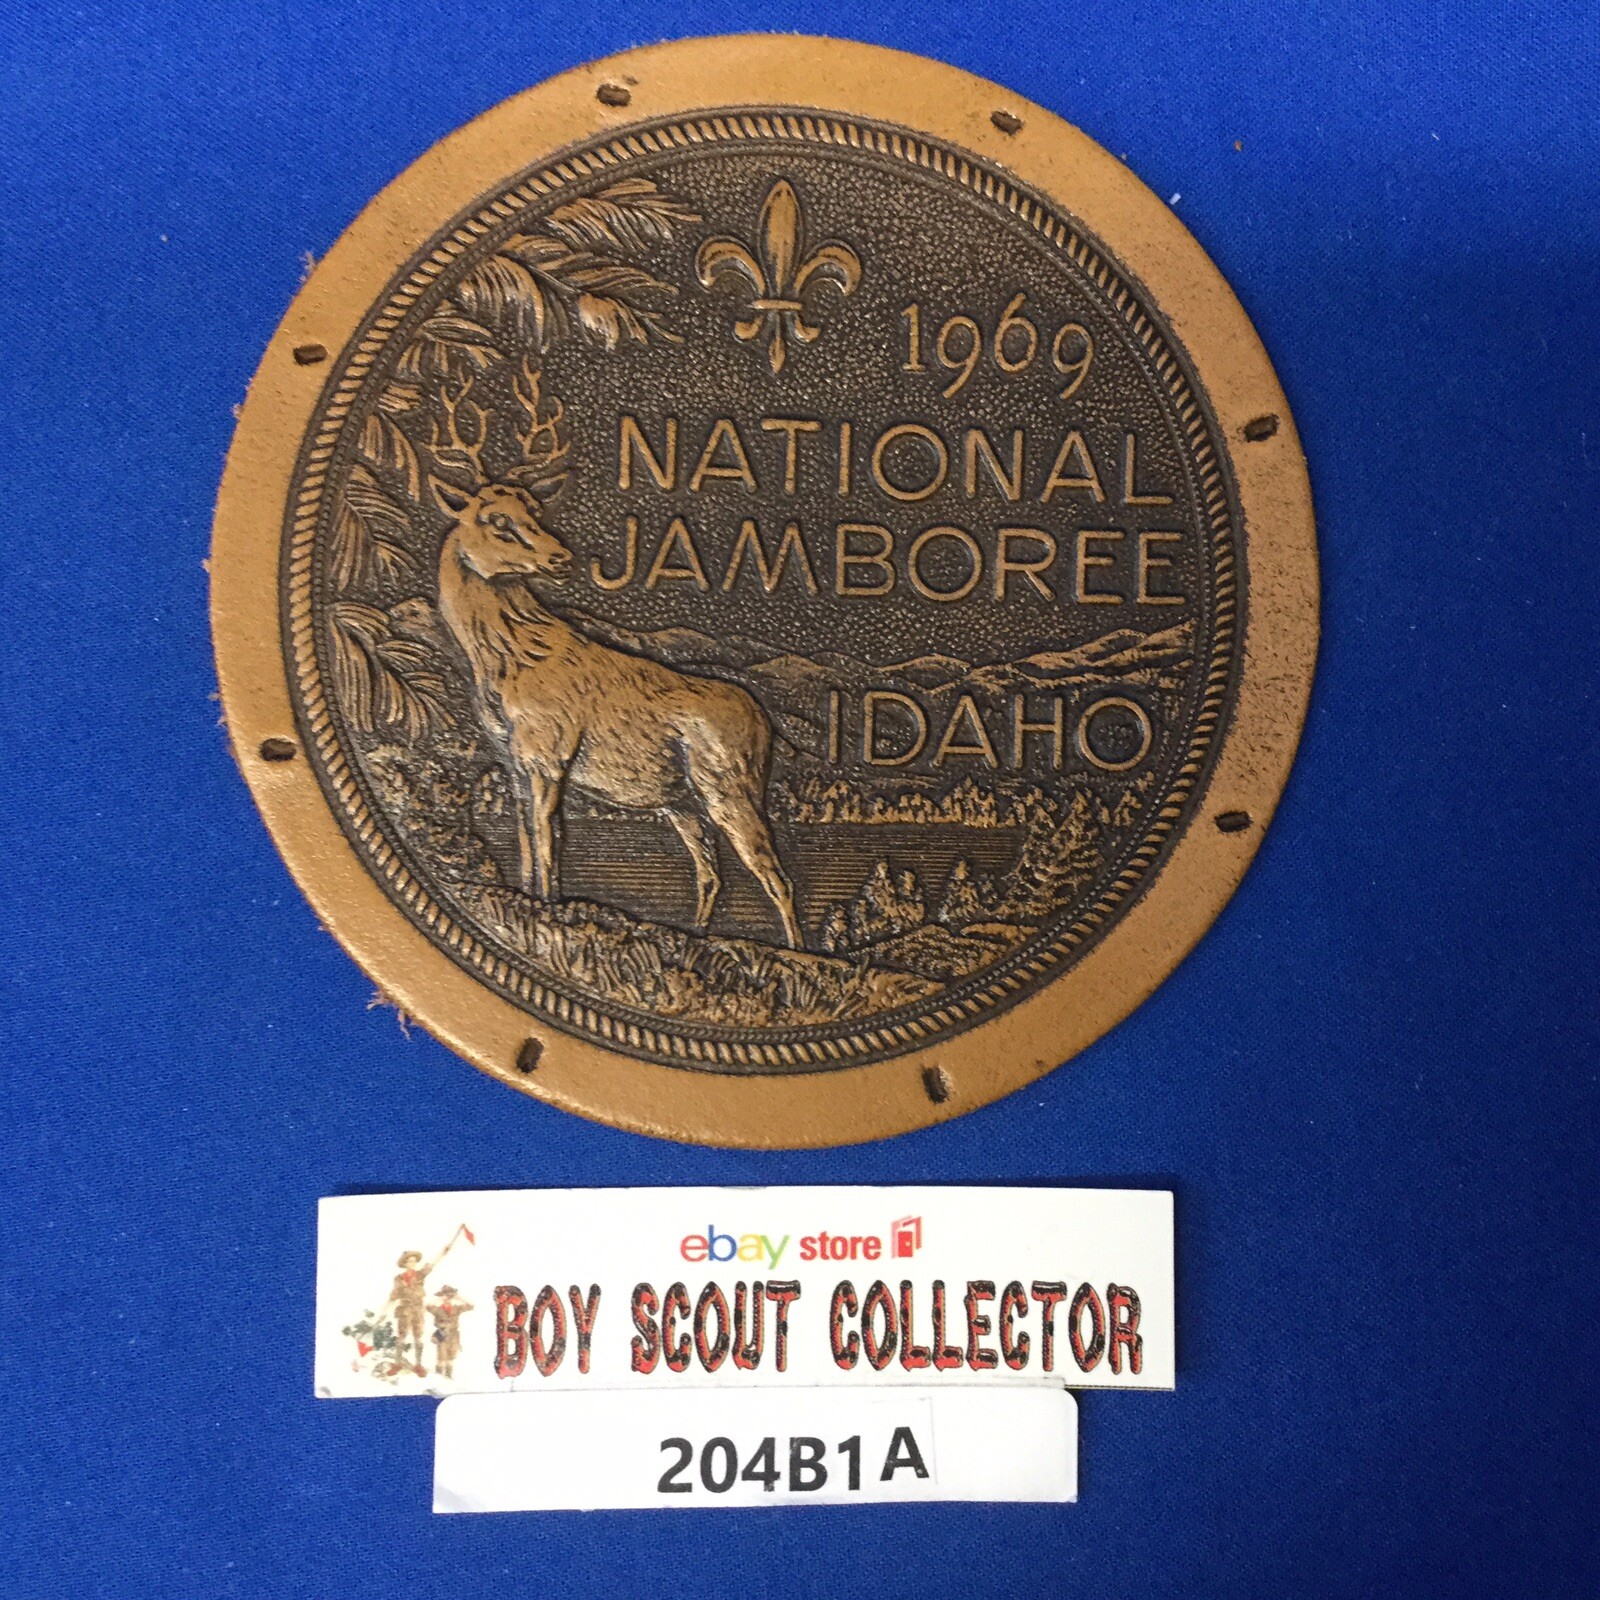 1969
NATIONAL
JAMBOREE
IDAHO
ebay store
BOY SCOUT COLLECTOR
204B1A